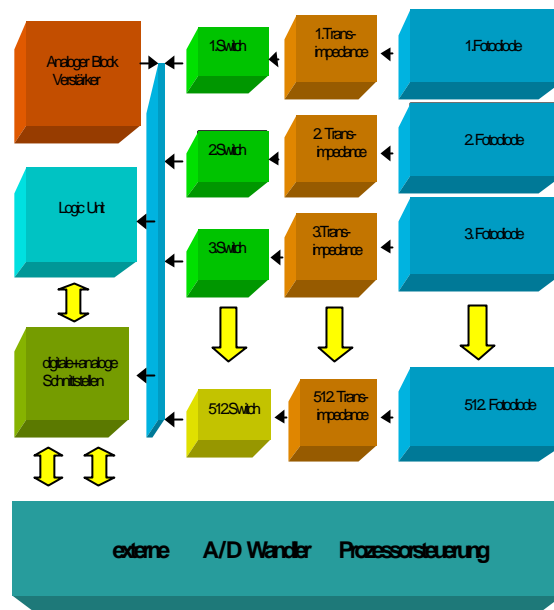 Analoger Block
Verstärker
1.Switch
1.Trans-
impedance
1.Fotodiode
2.Switch
2. Trans-
impedance
2. Fotodiode
Logic Unit
3.Switch
3.Trans-
impedance
3. Fotodiode
digitale+analoge
Schnittstellen
512.Switch
512. Trans-
impedance
512. Fotodiode
externe A/D Wandler Prozessorsteuerung